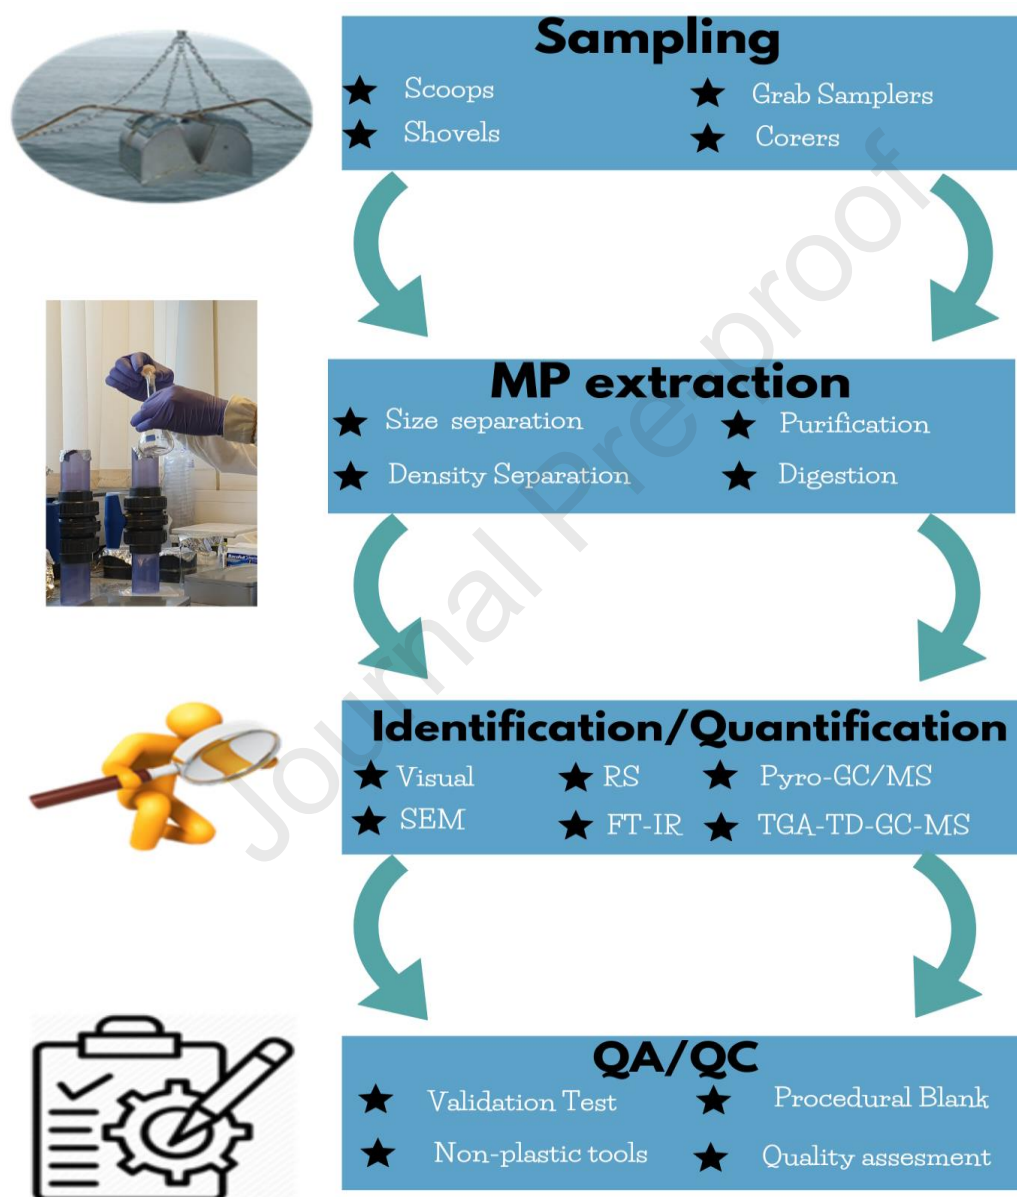 Sampling
Scoops
Grab Samplers
Shovels
Corers
MP extraction
Size separation
Purification
Density Separation
Digestion
Identification/Quantification
Visual
RS
Pyro-GC/MS
SEM
FT-IR
TGA-TD-GC-MS
QA/QC
Validation Test
Procedural Blank
Non-plastic tools
Quality assesment
Journal Pre-proof